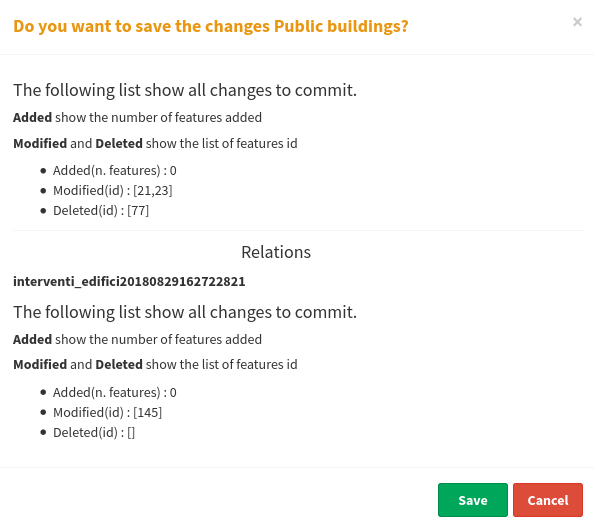 Do you want to save the changes Public buildings?
×
The following list show all changes to commit.
Added show the number of features added
Modified and Deleted show the list of features id
• Added(n. features) : 0
• Modified(id) : [21,23]
• Deleted(id) : [77]
Relations
interventi_edifici20180829162722821
The following list show all changes to commit.
Added show the number of features added
Modified and Deleted show the list of features id
• Added(n. features) : 0
• Modified(id) : [145]
• Deleted(id) : []
Save Cancel